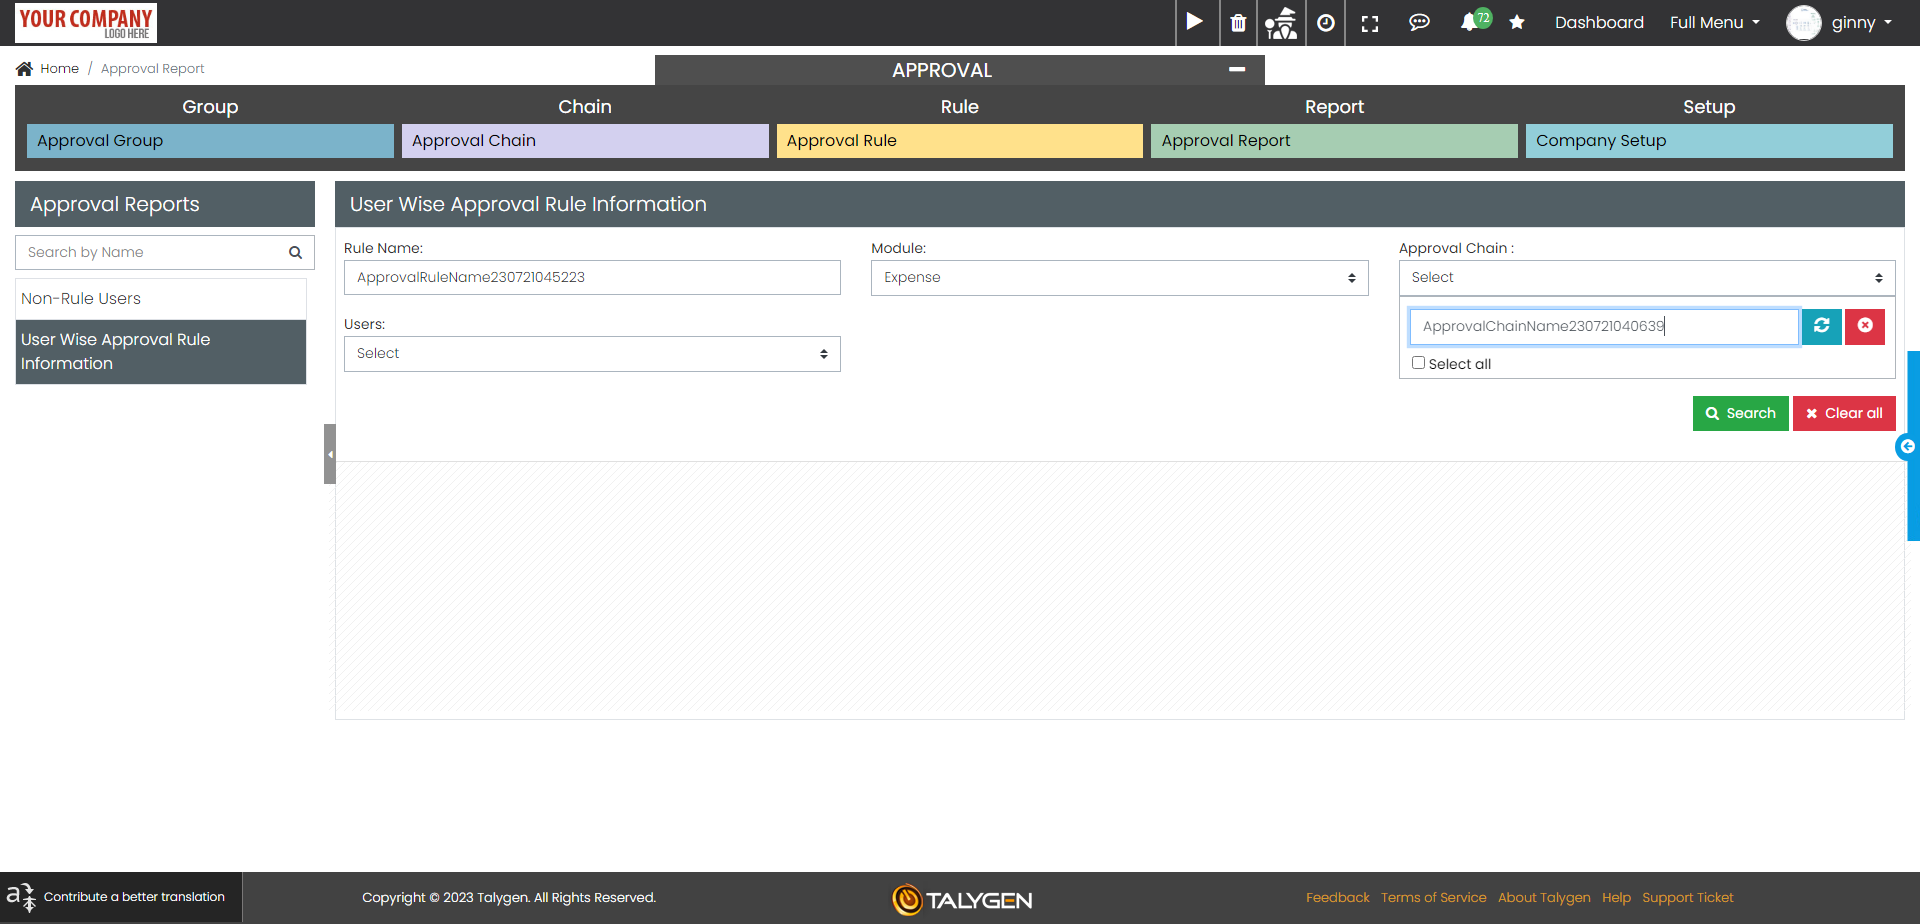 YOUR COMPANY
LOGO HERE
72
Dashboard
Full Menu
ginny
Home / Approval Report
APPROVAL
Group
Chain
Rule
Report
Setup
Approval Group
Approval Chain
Approval Rule
Approval Report
Company Setup
Approval Reports
Search by Name
Non-Rule Users
User Wise Approval Rule
Information
User Wise Approval Rule Information
Rule Name:
ApprovalRuleName230721045223
Module:
Expense
Approval Chain :
Select
ApprovalChainName230721040639
Select all
Users:
Select
Search
Clear all
Contribute a better translation
Copyright © 2023 Talygen. All Rights Reserved.
TALYGEN
Feedback
Terms of Service
About Talygen
Help
Support Ticket